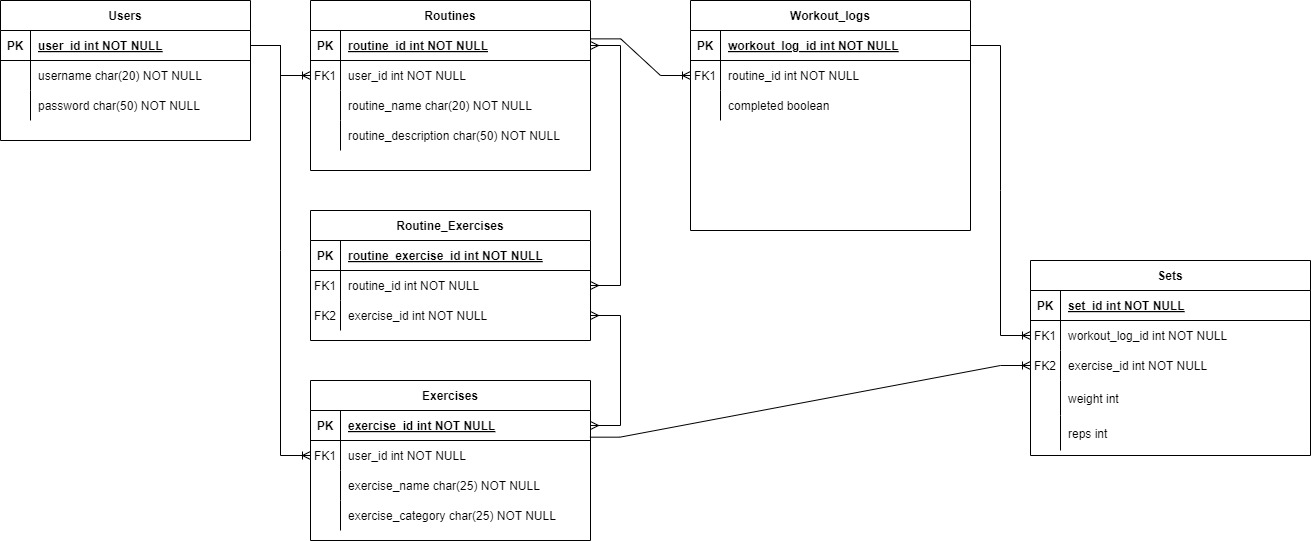 Users
PK user_id int NOT NULL
username char(20) NOT NULL
password char(50) NOT NULL
Routines
PK routine_id int NOT NULL
FK1 user_id int NOT NULL
routine_name char(20) NOT NULL
routine_description char(50) NOT NULL
Workout_logs
PK workout_log_id int NOT NULL
FK1 routine_id int NOT NULL
completed boolean
Routine_Exercises
PK routine_exercise_id int NOT NULL
FK1 routine_id int NOT NULL
FK2 exercise_id int NOT NULL
Sets
PK set_id int NOT NULL
FK1 workout_log_id int NOT NULL
FK2 exercise_id int NOT NULL
weight int
reps int
Exercises
PK exercise_id int NOT NULL
FK1 user_id int NOT NULL
exercise_name char(25) NOT NULL
exercise_category char(25) NOT NULL